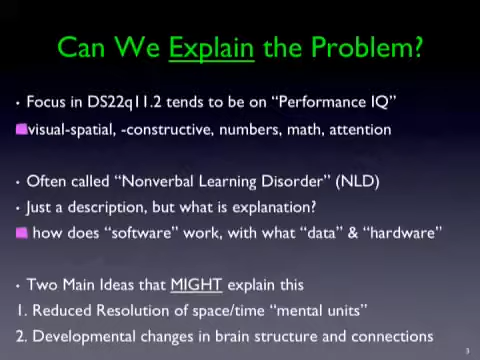 Can We Explain the Problem?
• Focus in DS22q11.2 tends to be on “Performance IQ”
visual-spatial, -constructive, numbers, math, attention
• Often called “Nonverbal Learning Disorder” (NLD)
• Just a description, but what is explanation?
how does “software” work, with what “data” & “hardware”
• Two Main Ideas that MIGHT explain this
1. Reduced Resolution of space/time “mental units”
2. Developmental changes in brain structure and connections
3